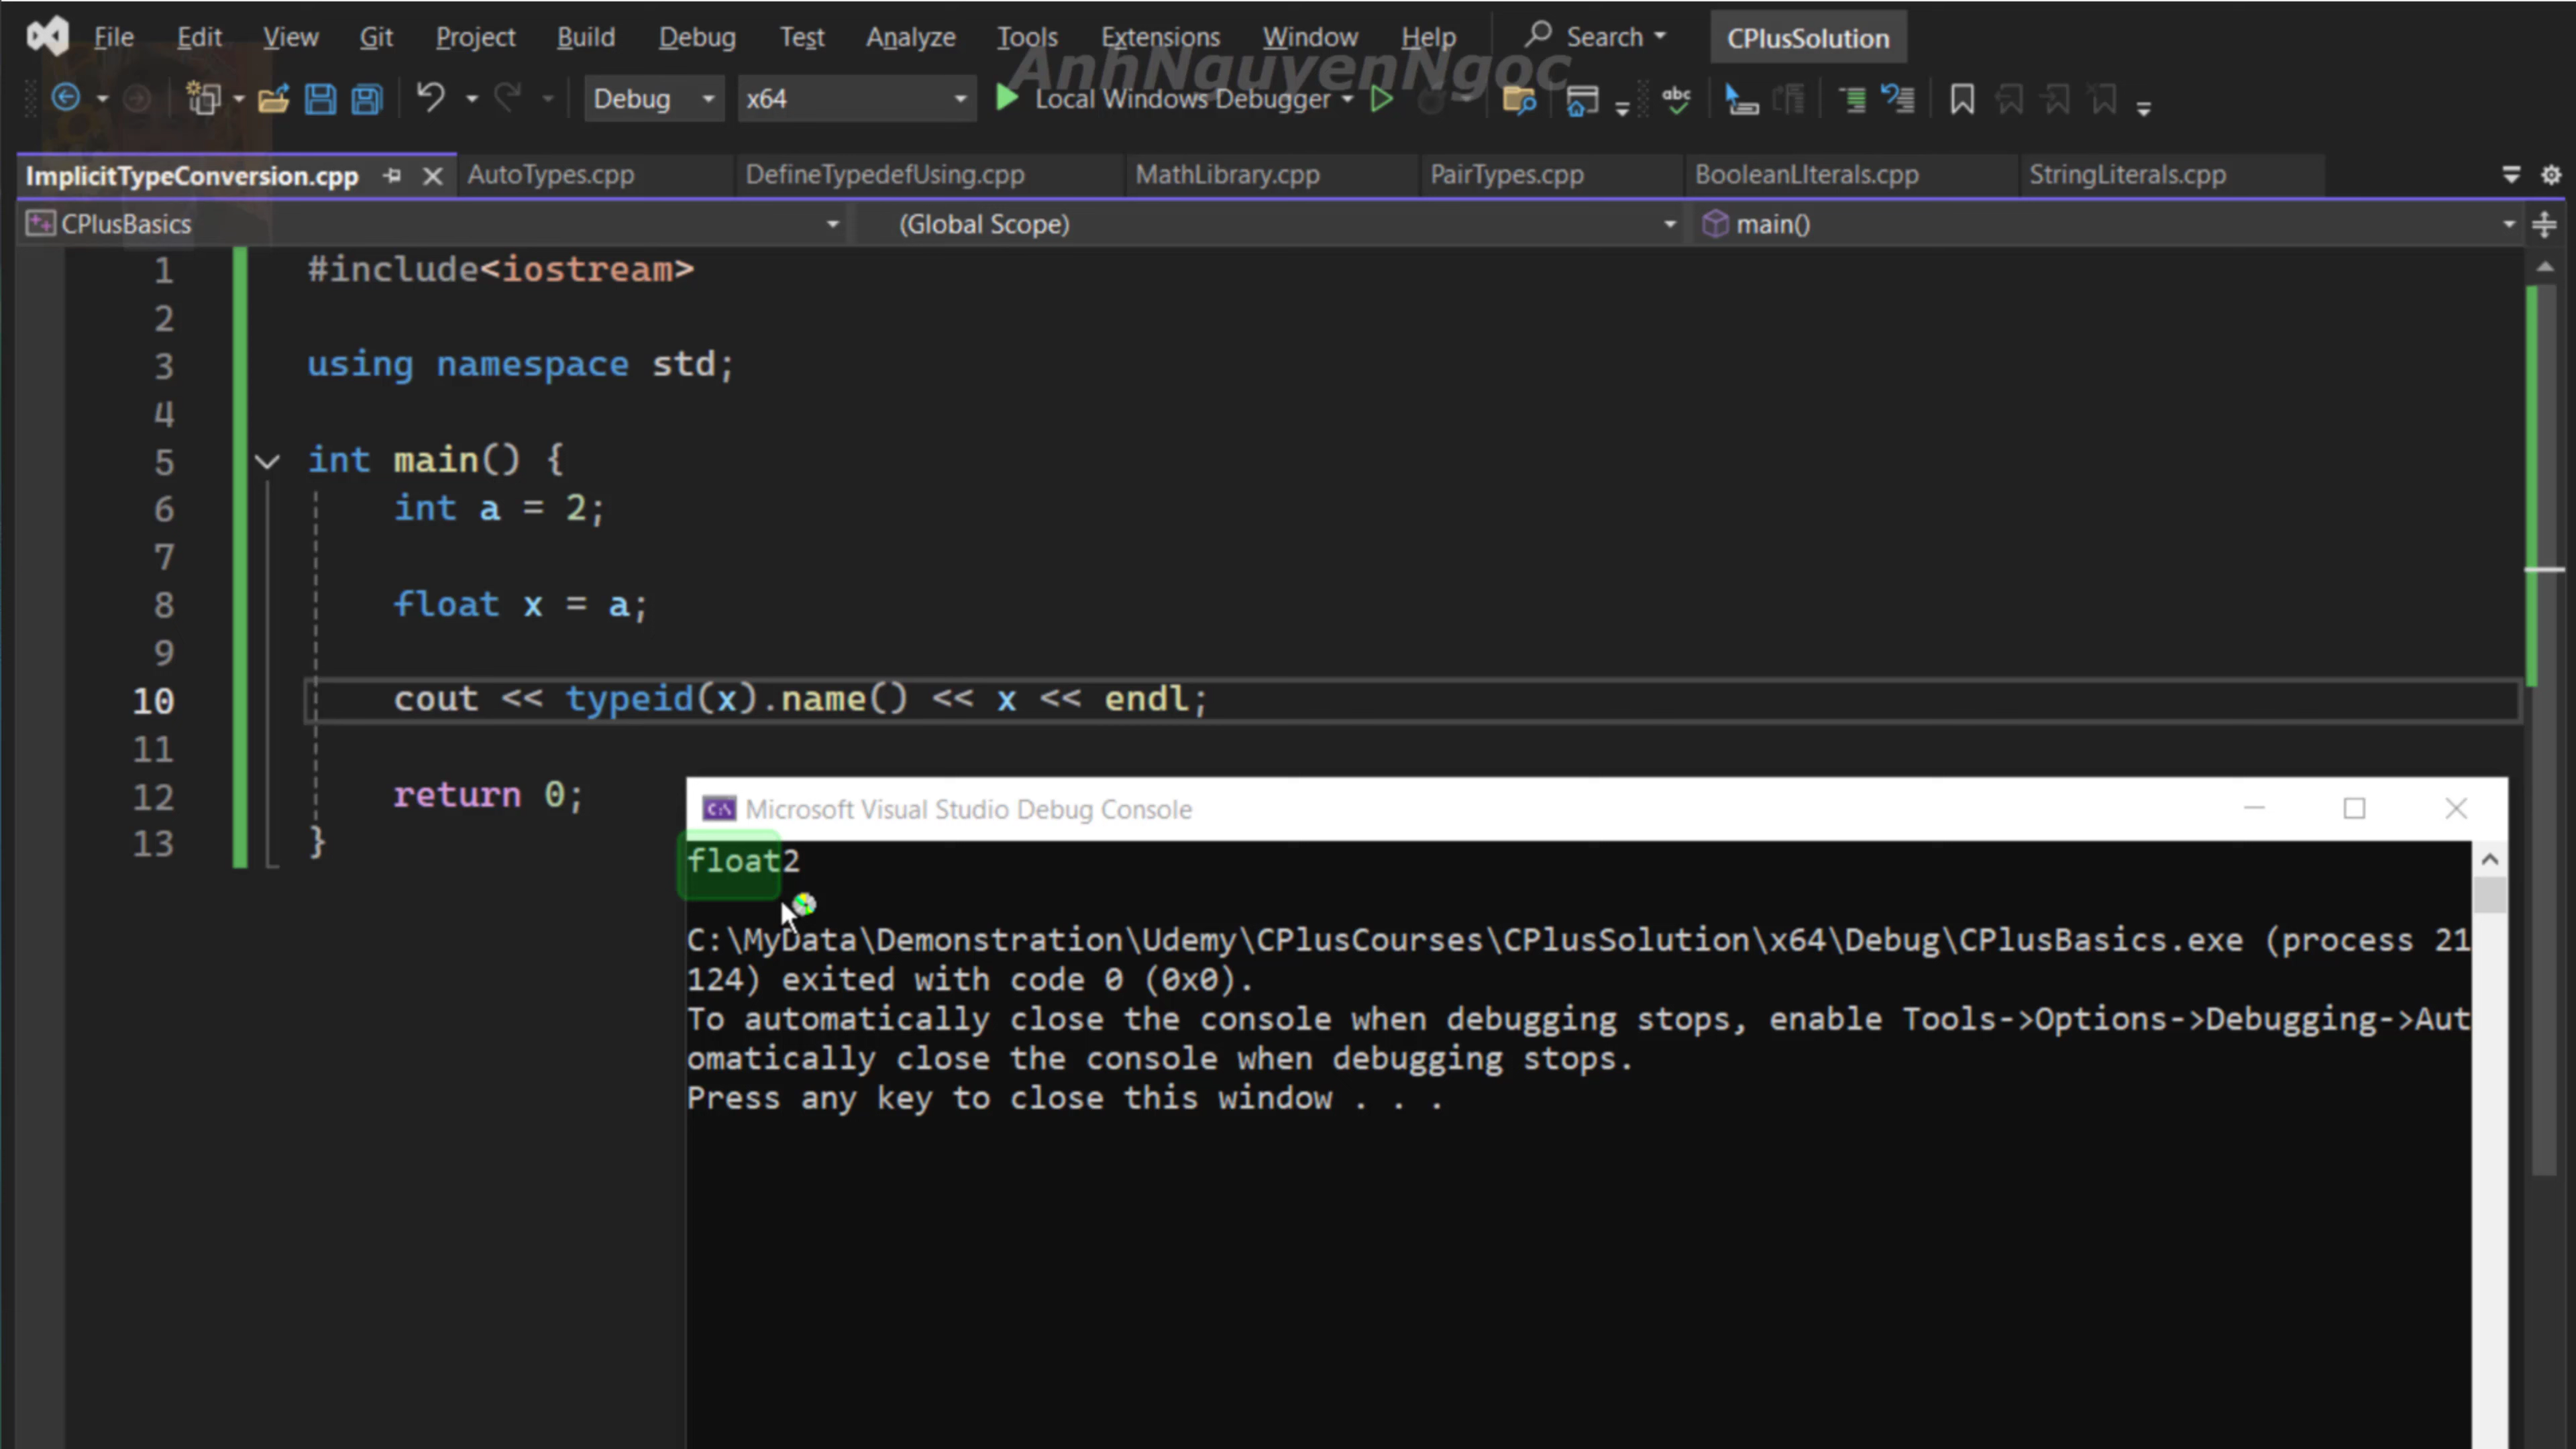 File Edit View Git Project Build Debug Test Analyze Tools Extensions Window Help Search CPlusSolution
AnhNguyenNgoc
Debug x64 Local Windows Debugger abc
ImplicitTypeConversion.cpp AutoTypes.cpp DefineTypedefUsing.cpp MathLibrary.cpp PairTypes.cpp BooleanLIterals.cpp StringLiterals.cpp
CPlusBasics (Global Scope) main()
1 #include<iostream>
2
3 using namespace std;
4
5 int main() {
6 int a = 2;
7
8 float x = a;
9
10 cout << typeid(x).name() << x << endl;
11
12 return 0;
13 }
C:\ Microsoft Visual Studio Debug Console
float2
C:\MyData\Demonstration\Udemy\CPlusCourses\CPlusSolution\x64\Debug\CPlusBasics.exe (process 21
124) exited with code 0 (0x0).
To automatically close the console when debugging stops, enable Tools->Options->Debugging->Aut
omatically close the console when debugging stops.
Press any key to close this window . . .